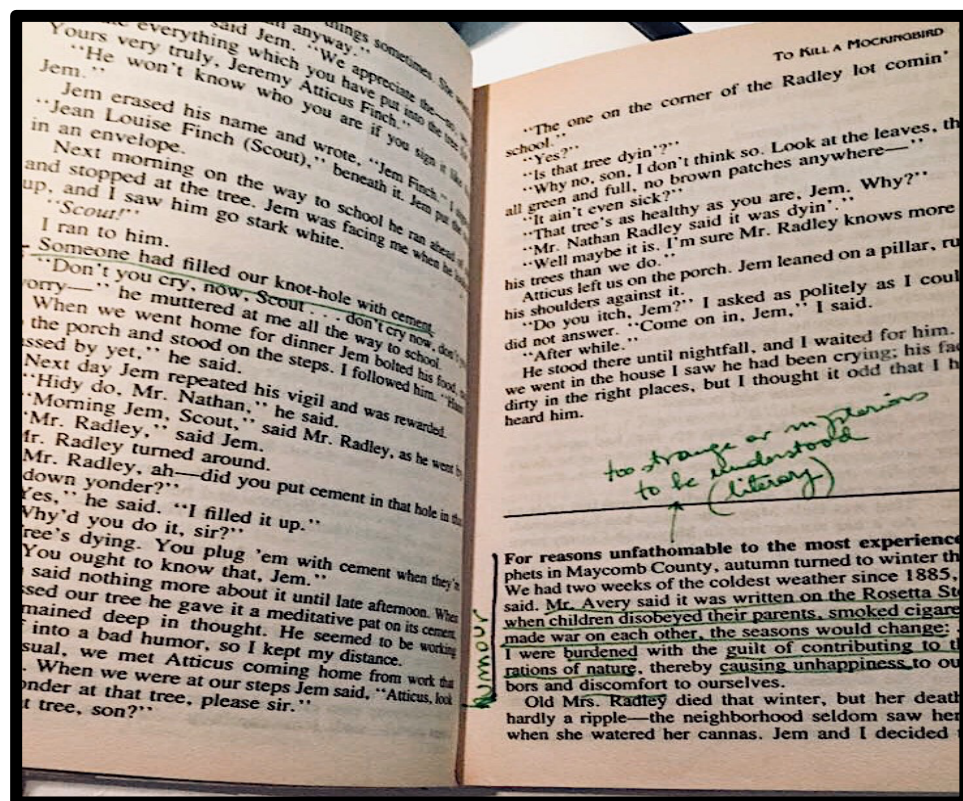 things sometimes. She
an anyway."
said Jem. "We appreciate the—no,
everything which you have put into the tree for
Yours very truly, Jeremy Atticus Finch."
"He won't know who you are if you sign it like
Jem."
Jem erased his name and wrote, "Jem Finch." I
"Jean Louise Finch (Scout)," beneath it. Jem put the
in an envelope.
Next morning on the way to school he ran ahead of
and stopped at the tree. Jem was facing me when he
up, and I saw him go stark white.
"Scout!"
I ran to him.
Someone had filled our knot-hole with cement.
"Don't you cry, now, Scout . . . don't cry now, don't
orry—" he muttered at me all the way to school.
When we went home for dinner Jem bolted his food,
the porch and stood on the steps. I followed him.
ssed by yet," he said.
Next day Jem repeated his vigil and was rewarded.
"Hidy do, Mr. Nathan," he said.
"Morning Jem, Scout," said Mr. Radley, as he went by
"Mr. Radley," said Jem.
Mr. Radley turned around.
Mr. Radley, ah—did you put cement in that hole in the
down yonder?"
Yes," he said. "I filled it up."
Why'd you do it, sir?"
ree's dying. You plug 'em with cement when they're
You ought to know that, Jem."
said nothing more about it until late afternoon. When
ssed our tree he gave it a meditative pat on its cement,
mained deep in thought. He seemed to be working
f into a bad humor, so I kept my distance.
sual, we met Atticus coming home from work that
. When we were at our steps Jem said, "Atticus, look
onder at that tree, please sir."
t tree, son?"
TO KILL A MOCKINGBIRD
"The one on the corner of the Radley lot comin'
school."
"Yes?"
"Is that tree dyin'?"
"Why no, son, I don't think so. Look at the leaves, th
all green and full, no brown patches anywhere—"
"It ain't even sick?"
"That tree's as healthy as you are, Jem. Why?"
"Mr. Nathan Radley said it was dyin'."
"Well maybe it is. I'm sure Mr. Radley knows more
his trees than we do."
Atticus left us on the porch. Jem leaned on a pillar, ru
his shoulders against it.
"Do you itch, Jem?" I asked as politely as I coul
did not answer. "Come on in, Jem," I said.
"After while."
He stood there until nightfall, and I waited for him.
we went in the house I saw he had been crying; his fac
dirty in the right places, but I thought it odd that I h
heard him.
too strange or mysterious
to be understood
(literary)
For reasons unfathomable to the most experience
phets in Maycomb County, autumn turned to winter th
We had two weeks of the coldest weather since 1885,
said. Mr. Avery said it was written on the Rosetta Sto
when children disobeyed their parents, smoked cigare
made war on each other, the seasons would change:
I were burdened with the guilt of contributing to t
rations of nature, thereby causing unhappiness to ou
bors and discomfort to ourselves.
Old Mrs. Radley died that winter, but her death
hardly a ripple—the neighborhood seldom saw her
when she watered her cannas. Jem and I decided
humour